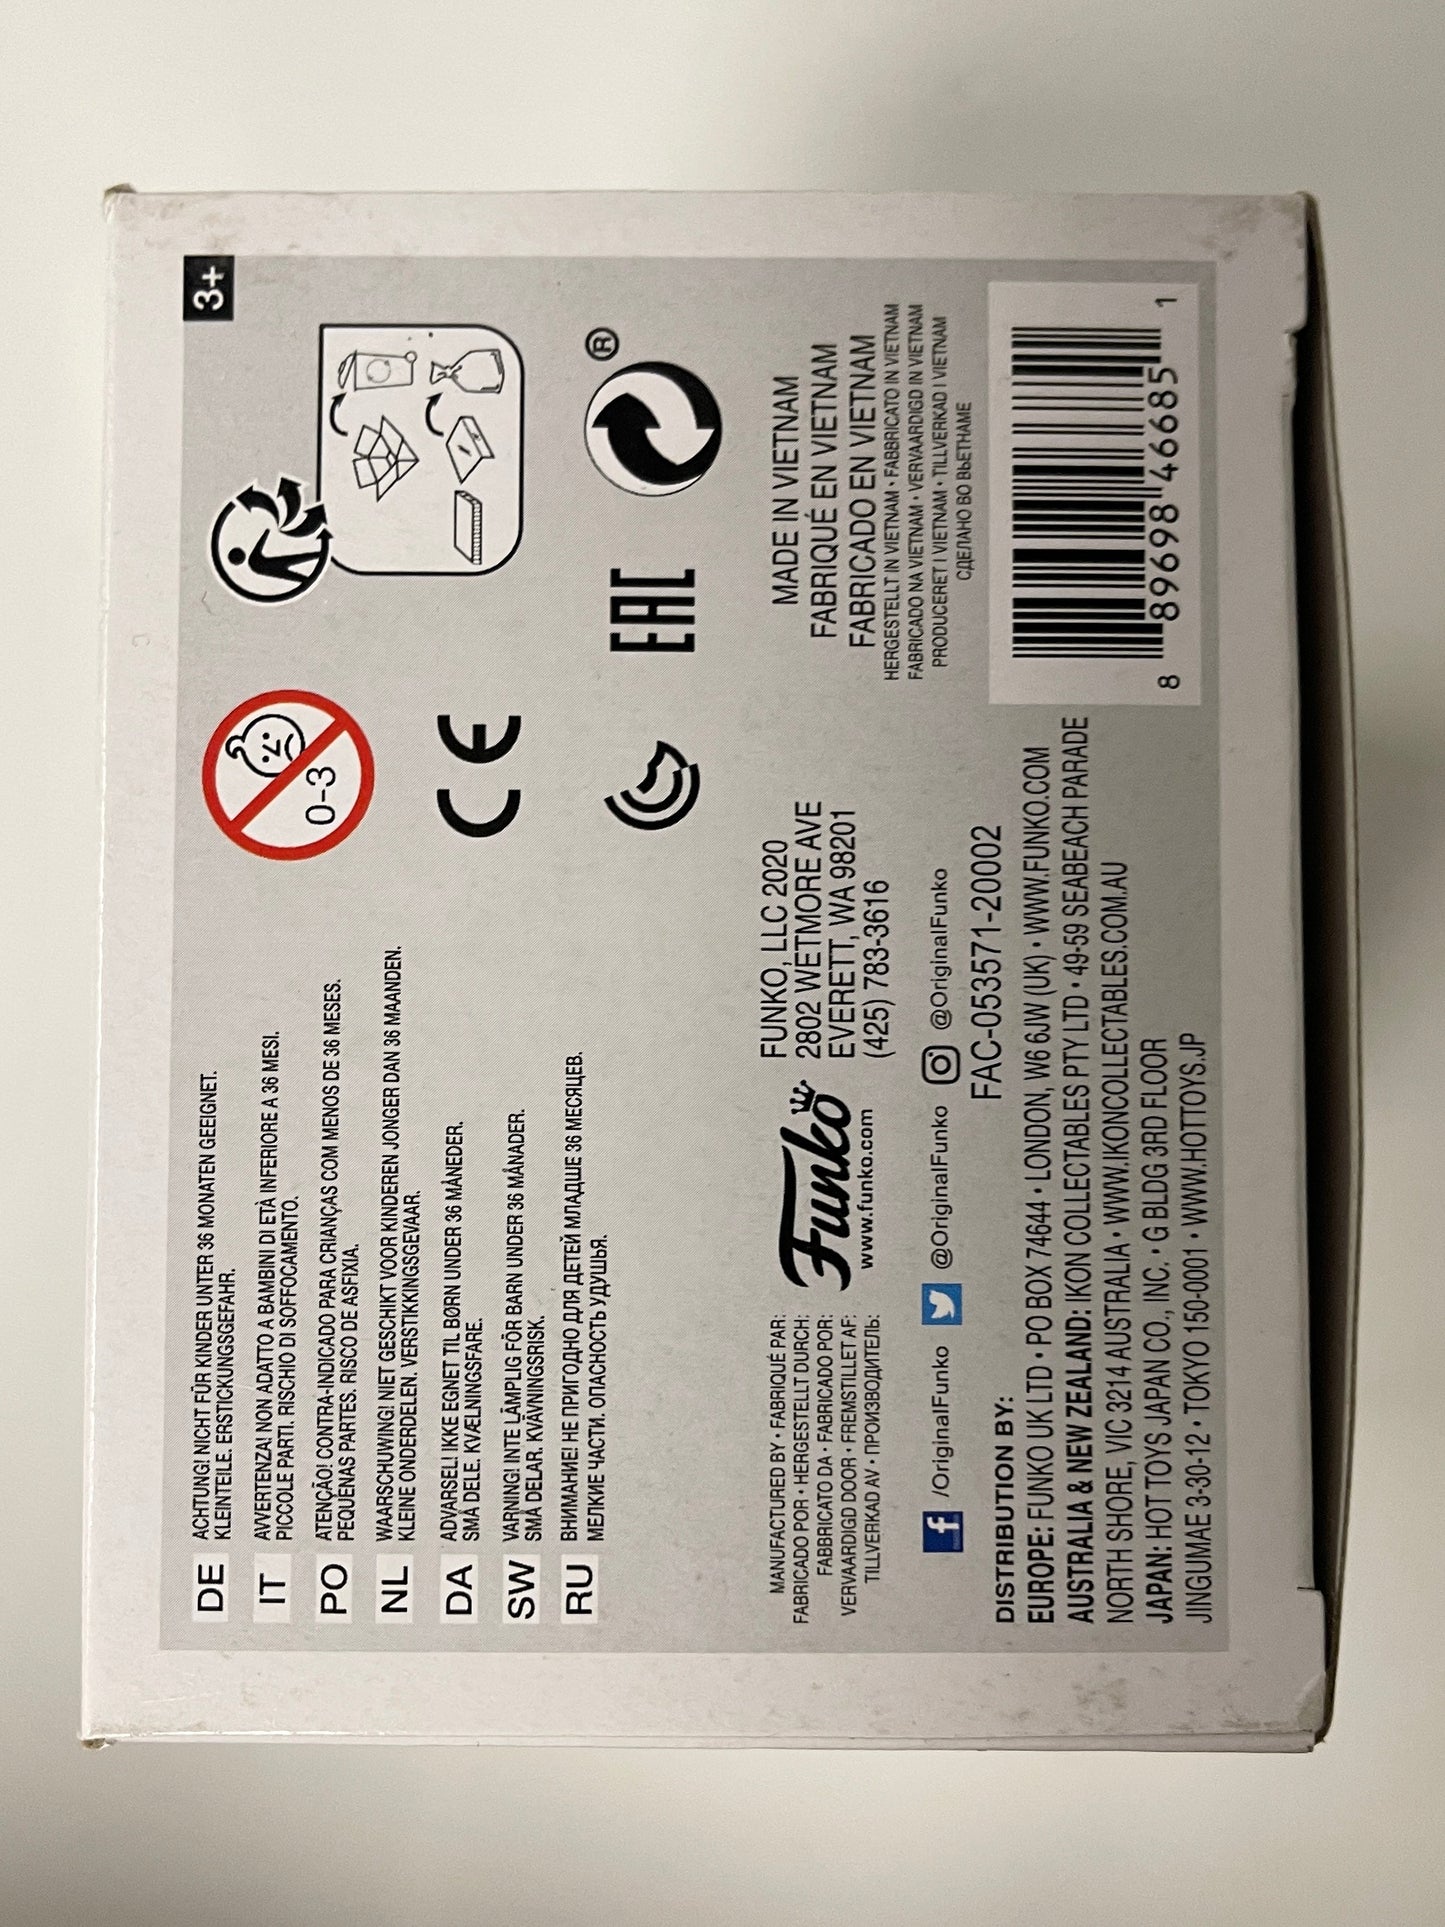 DE ACHTUNG! NICHT FÜR KINDER UNTER 36 MONATEN GEEIGNET.
KLEINTEILE. ERSTICKUNGSGEFAHR.
IT AVVERTENZA! NON ADATTO A BAMBINI DI ETÀ INFERIORE A 36 MESI.
PICCOLE PARTI. RISCHIO DI SOFFOCAMENTO.
PO ATENÇÃO! CONTRA-INDICADO PARA CRIANÇAS COM MENOS DE 36 MESES.
PEQUENAS PARTES. RISCO DE ASFIXIA.
NL WAARSCHUWING! NIET GESCHIKT VOOR KINDEREN JONGER DAN 36 MAANDEN.
KLEINE ONDERDELEN. VERSTIKKINGSGEVAAR.
DA ADVARSEL! IKKE EGNET TIL BØRN UNDER 36 MÅNEDER.
SMÅ DELE. KVÆLNINGSFARE.
SW VARNING! INTE LÄMPLIG FÖR BARN UNDER 36 MÅNADER.
SMÅ DELAR. KVÄVNINGSRISK.
RU ВНИМАНИЕ! НЕ ПРИГОДНО ДЛЯ ДЕТЕЙ МЛАДШЕ 36 МЕСЯЦЕВ.
МЕЛКИЕ ЧАСТИ. ОПАСНОСТЬ УДУШЬЯ.
0-3
3+
CE
EAC
®
MANUFACTURED BY • FABRIQUÉ PAR:
FABRICADO POR • HERGESTELLT DURCH:
FABBRICATO DA • FABRICADO POR:
VERVAARDIGD DOOR • FREMSTILLET AF:
TILLVERKAD AV • ПРОИЗВОДИТЕЛЬ:
Funko
www.funko.com
FUNKO, LLC 2020
2802 WETMORE AVE
EVERETT, WA 98201
(425) 783-3616
MADE IN VIETNAM
FABRIQUÉ EN VIETNAM
FABRICADO EN VIETNAM
HERGESTELLT IN VIETNAM • FABBRICATO IN VIETNAM
FABRICADO NA VIETNAM • VERVAARDIGD IN VIETNAM
PRODUCERET I VIETNAM • TILLVERKAD I VIETNAM
СДЕЛАНО ВО ВЬЕТНАМЕ
f /OriginalFunko @OriginalFunko @OriginalFunko
FAC-053571-20002
DISTRIBUTION BY:
EUROPE: FUNKO UK LTD • PO BOX 74644 • LONDON, W6 6JW (UK) • WWW.FUNKO.COM
AUSTRALIA & NEW ZEALAND: IKON COLLECTABLES PTY LTD • 49-59 SEABEACH PARADE
NORTH SHORE, VIC 3214 AUSTRALIA • WWW.IKONCOLLECTABLES.COM.AU
JAPAN: HOT TOYS JAPAN CO., INC. • G BLDG 3RD FLOOR
JINGUMAE 3-30-12 • TOKYO 150-0001 • WWW.HOTTOYS.JP
8 89698 46685 1